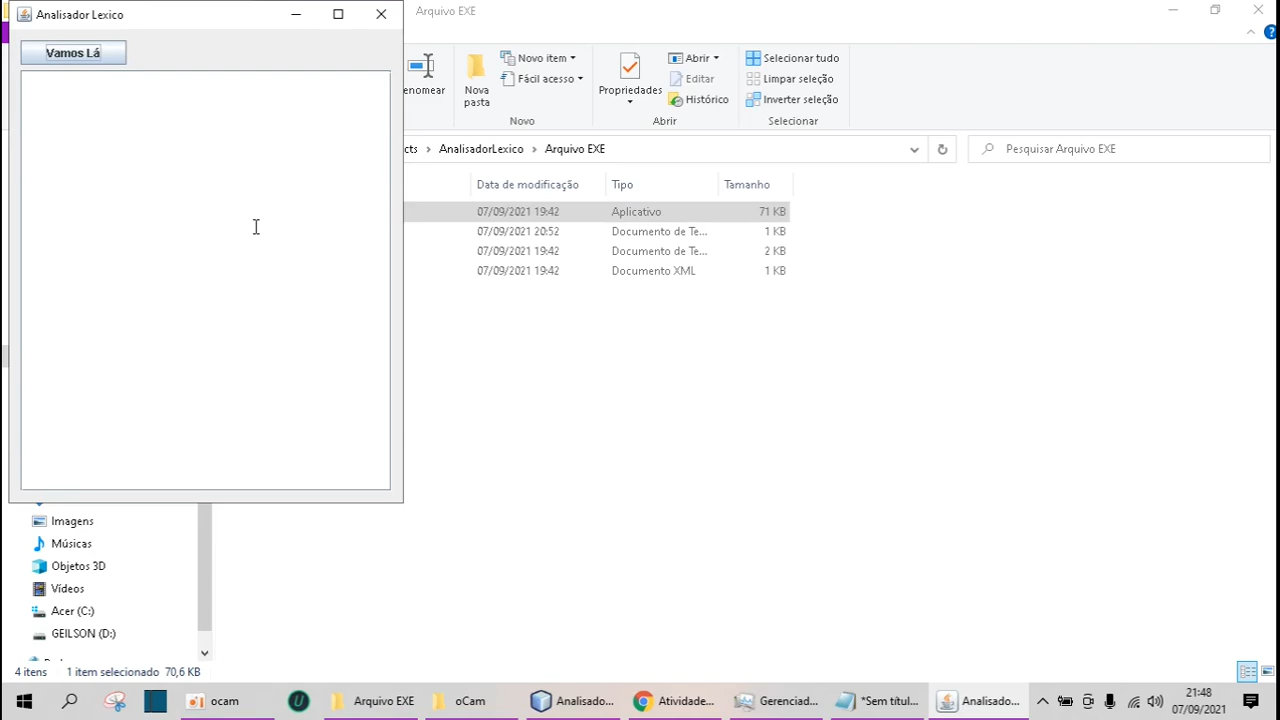 Analisador Lexico
Vamos Lá
Arquivo EXE
enomear
Nova
pasta
Novo item
Fácil acesso
Novo
Propriedades
Abrir
Editar
Histórico
Abrir
Selecionar tudo
Limpar seleção
Inverter seleção
Selecionar
cts > AnalisadorLexico > Arquivo EXE
Pesquisar Arquivo EXE
Data de modificação Tipo Tamanho
07/09/2021 19:42 Aplicativo 71 KB
07/09/2021 20:52 Documento de Te... 1 KB
07/09/2021 19:42 Documento de Te... 2 KB
07/09/2021 19:42 Documento XML 1 KB
Imagens
Músicas
Objetos 3D
Vídeos
Acer (C:)
GEILSON (D:)
4 itens 1 item selecionado 70,6 KB
ocam Arquivo EXE oCam Analisado... Atividade... Gerenciad... *Sem títul... Analisado...
21:48
07/09/2021